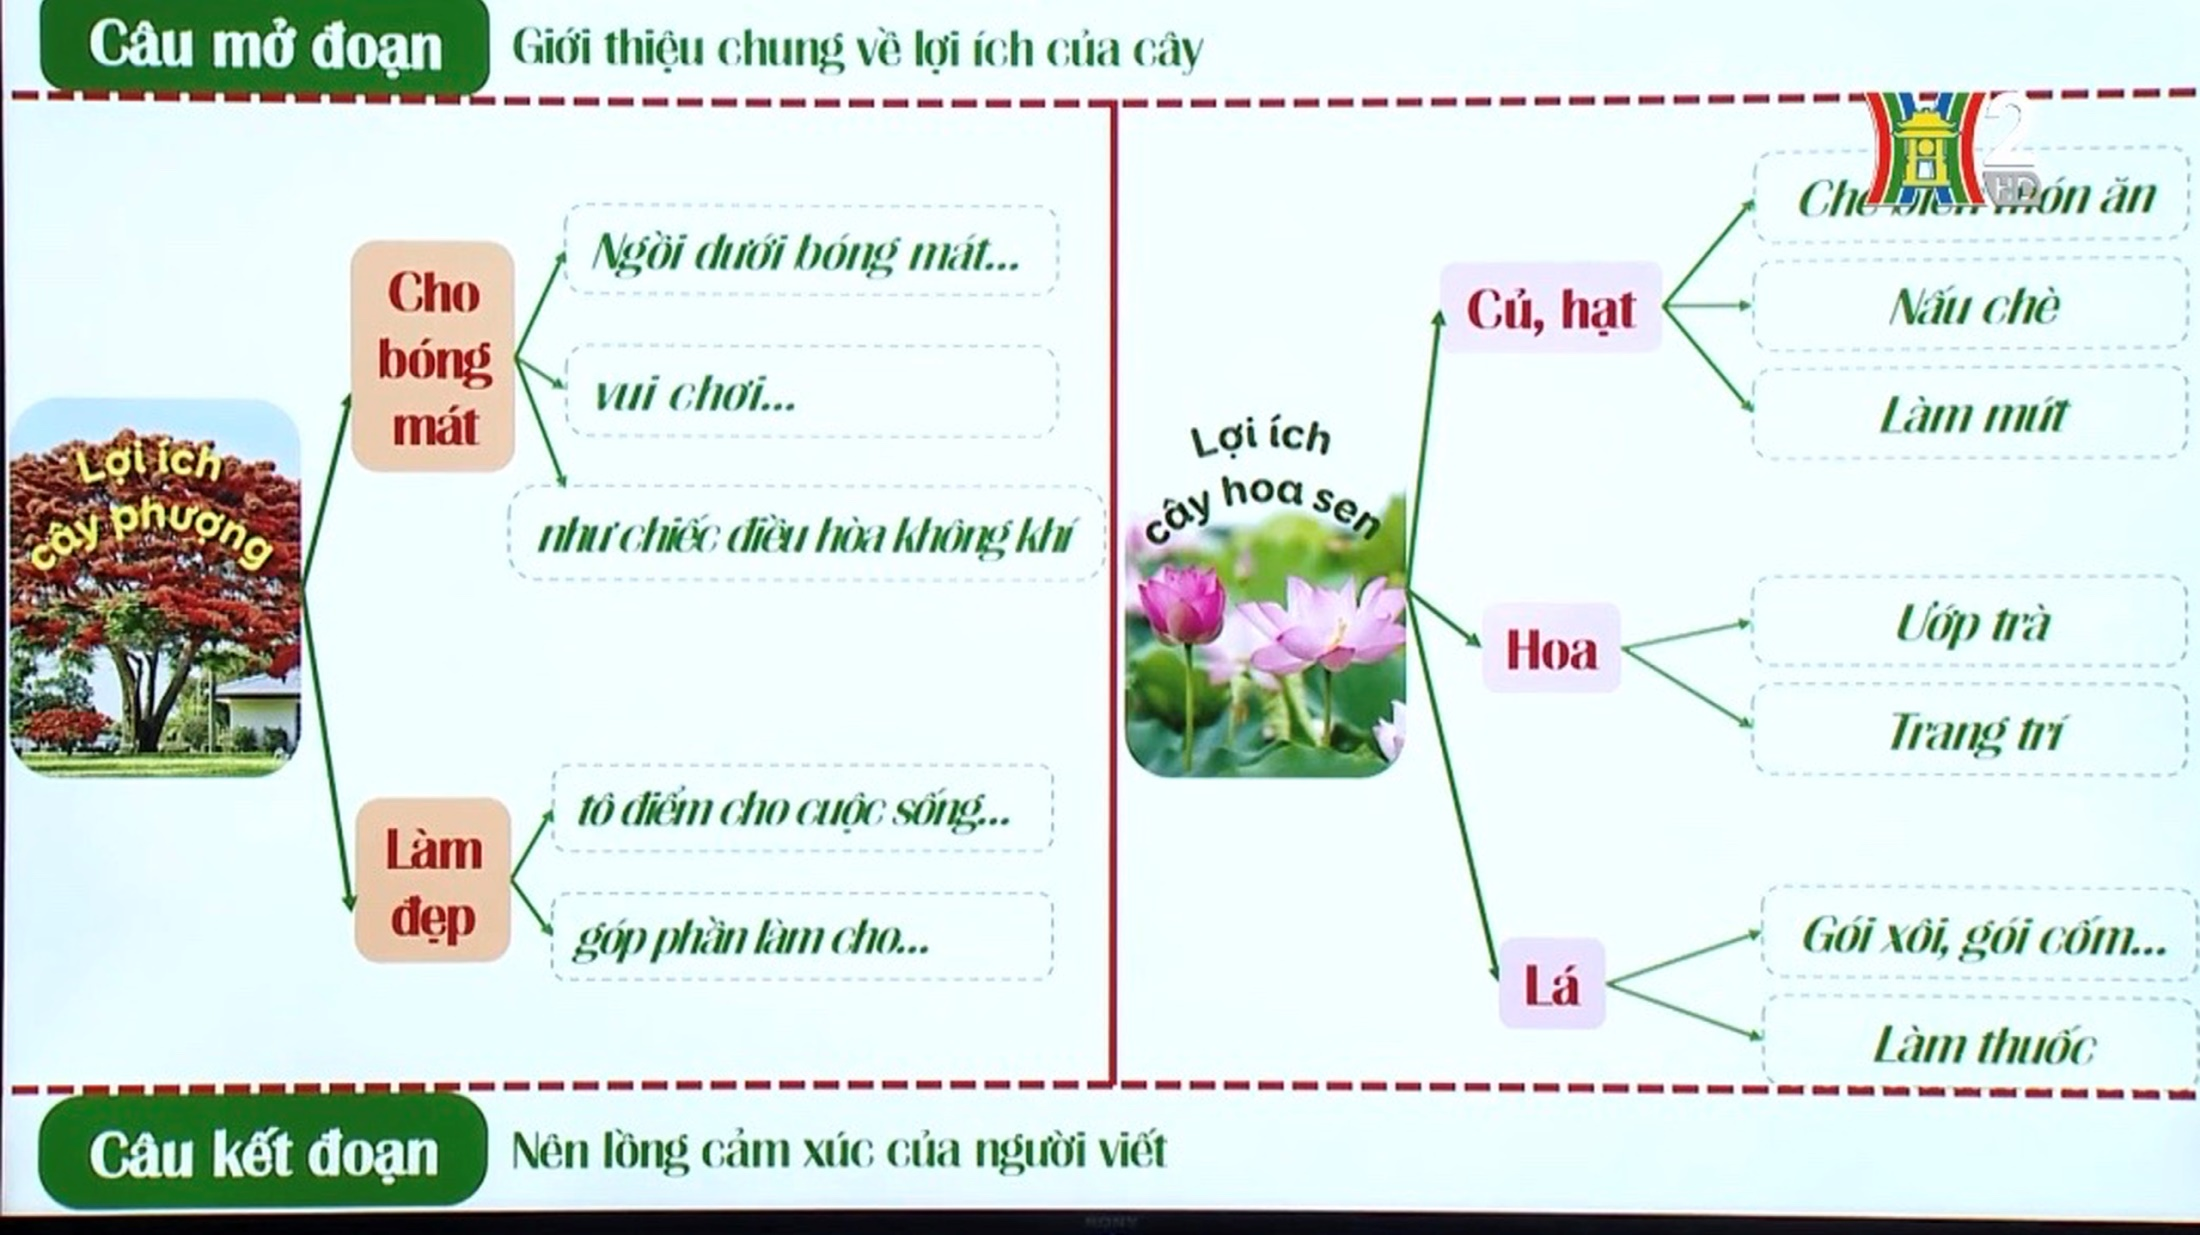 Câu mở đoạn
Giới thiệu chung về lợi ích của cây
Lợi ích
cây phượng
Cho
bóng
mát
Ngồi dưới bóng mát...
vui chơi...
như chiếc điều hòa không khí
Làm
đẹp
tô điểm cho cuộc sống...
góp phần làm cho...
Lợi ích
cây hoa sen
Củ, hạt
món ăn
Nấu chè
Làm mứt
Hoa
Ướp trà
Trang trí
Lá
Gói xôi, gói cốm...
Làm thuốc
Câu kết đoạn
Nên lồng cảm xúc của người viết
2
HD
SONY